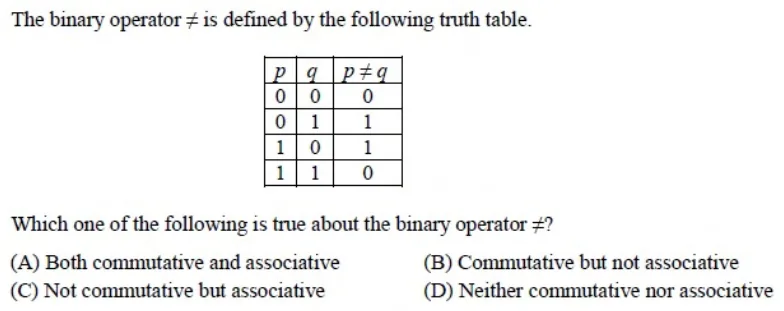 The binary operator ≠ is defined by the following truth table.
p q p≠q
0 0 0
0 1 1
1 0 1
1 1 0
Which one of the following is true about the binary operator ≠?
(A) Both commutative and associative (B) Commutative but not associative
(C) Not commutative but associative (D) Neither commutative nor associative